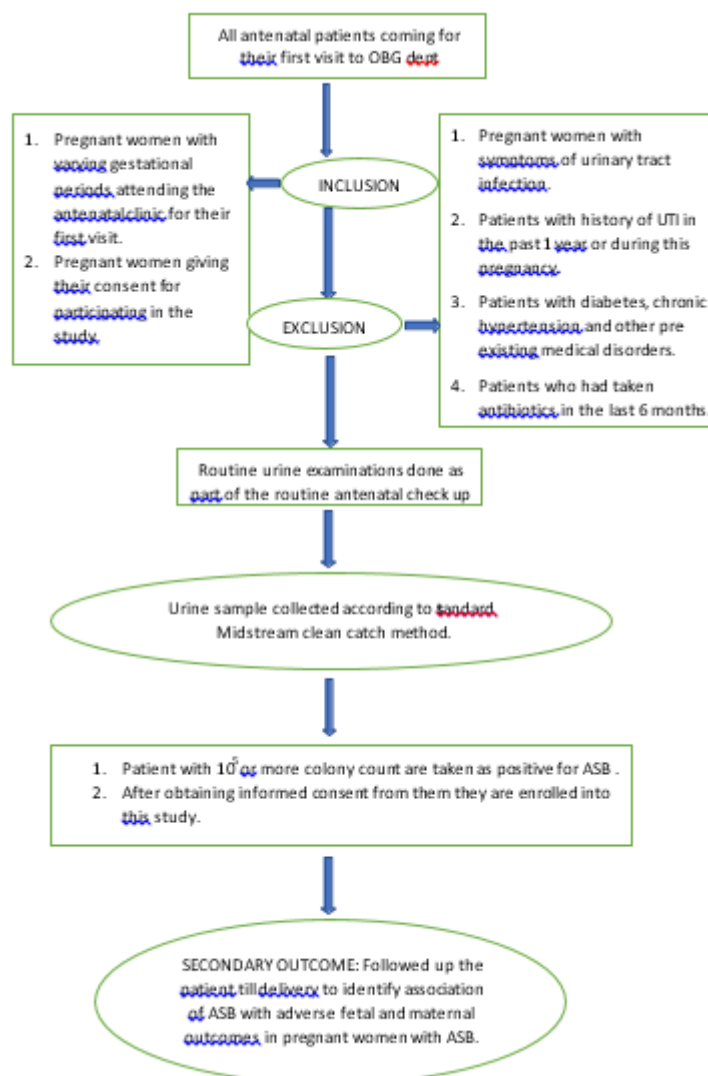 All antenatal patients coming for
their first visit to OBG dept
INCLUSION
1. Pregnant women with
varying gestational
periods attending the
antenatalclinic for their
first visit.
2. Pregnant women giving
their consent for
participating in the
study.
EXCLUSION
1. Pregnant women with
symptoms of urinary tract
infection.
2. Patients with history of UTI in
the past 1 year or during this
pregnancy.
3. Patients with diabetes, chronic
hypertension and other pre
existing medical disorders.
4. Patients who had taken
antibiotics in the last 6 months.
Routine urine examinations done as
part of the routine antenatal check up
Urine sample collected according to tandard
Midstream clean catch method.
1. Patient with 10⁵ or more colony count are taken as positive for ASB .
2. After obtaining informed consent from them they are enrolled into
this study.
SECONDARY OUTCOME: Followed up the
patient tilldelivery to identify association
of ASB with adverse fetal and maternal
outcomes in pregnant women with ASB.